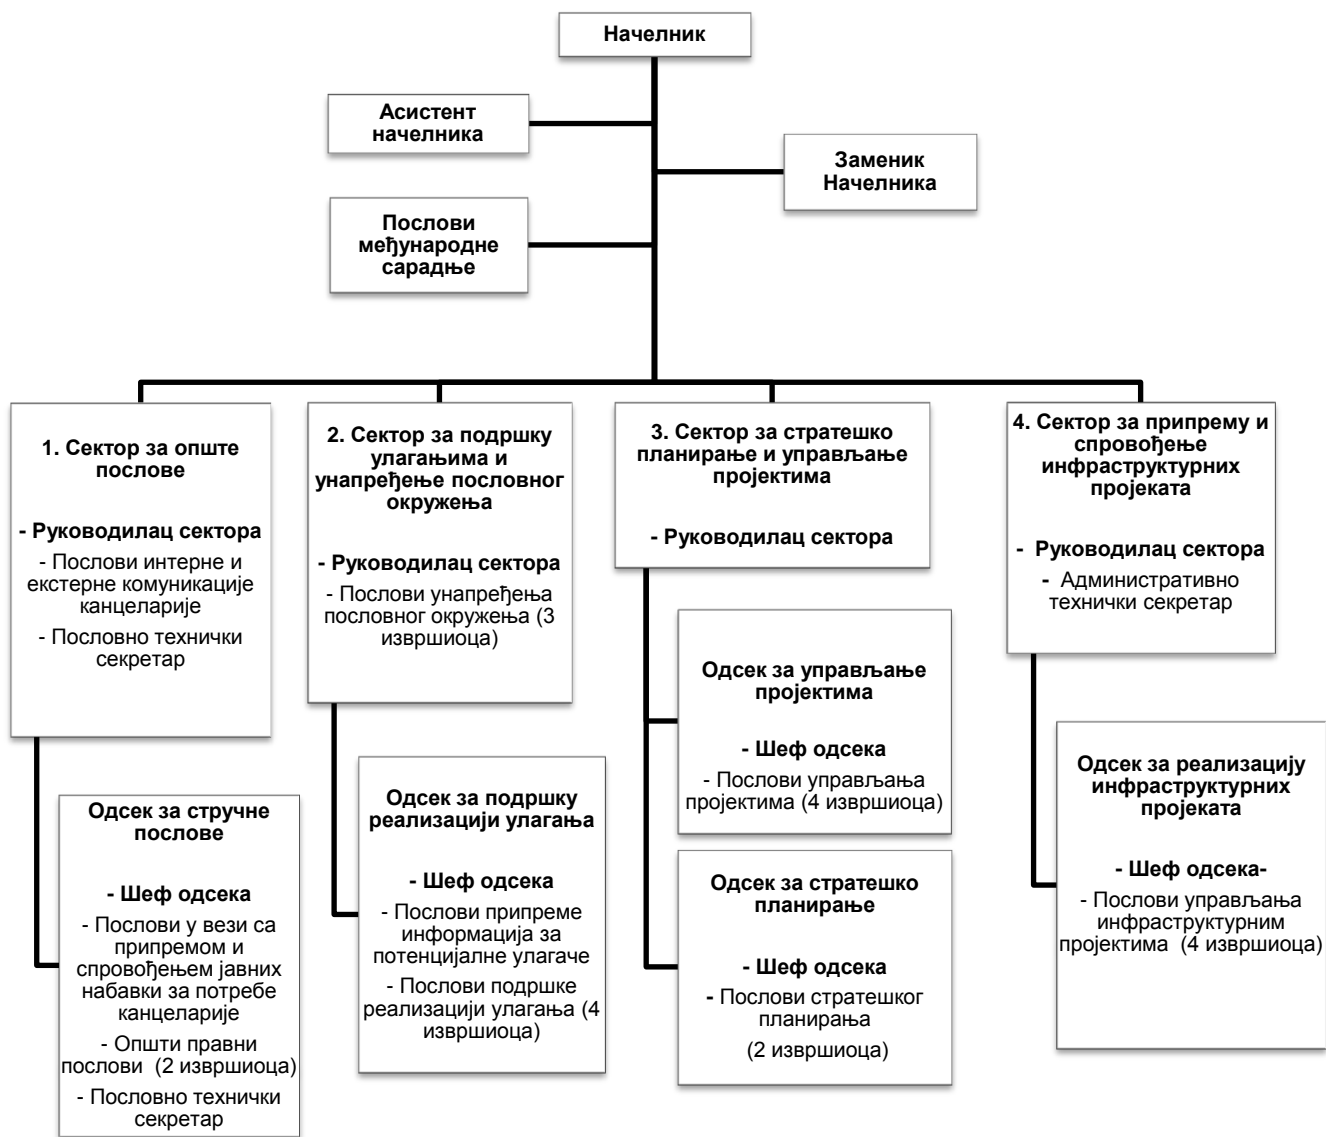 Начелник
Асистент
начелника
Заменик
Начелника
Послови
међународне
сарадње
1. Сектор за опште
послове
- Руководилац сектора
- Послови интерне и
екстерне комуникације
канцеларије
- Пословно технички
секретар
2. Сектор за подршку
улагањима и
унапређење пословног
окружења
- Руководилац сектора
- Послови унапређења
пословног окружења (3
извршиоца)
3. Сектор за стратешко
планирање и управљање
пројектима
- Руководилац сектора
4. Сектор за припрему и
спровођење
инфраструктурних
пројеката
- Руководилац сектора
- Административно
технички секретар
Одсек за стручне
послове
- Шеф одсека
- Послови у вези са
припремом и
спровођењем јавних
набавки за потребе
канцеларије
- Општи правни
послови (2 извршиоца)
- Пословно технички
секретар
Одсек за подршку
реализацији улагања
- Шеф одсека
- Послови припреме
информација за
потенцијалне улагаче
- Послови подршке
реализацији улагања (4
извршиоца)
Одсек за управљање
пројектима
- Шеф одсека
- Послови управљања
пројектима (4 извршиоца)
Одсек за стратешко
планирање
- Шеф одсека
- Послови стратешког
планирања
(2 извршиоца)
Одсек за реализацију
инфраструктурних
пројеката
- Шеф одсека-
- Послови управљања
инфраструктурним
пројектима (4 извршиоца)